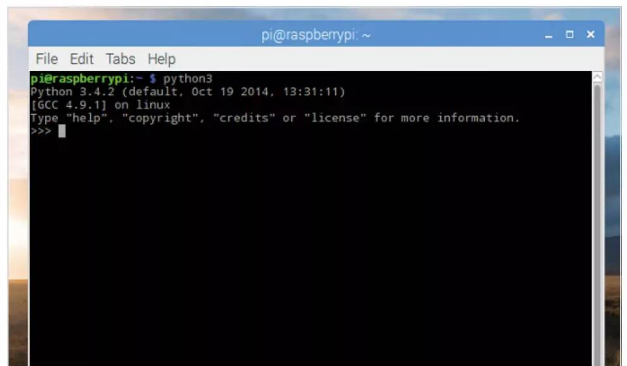 pi@raspberrypi: ~
File Edit Tabs Help
pi@raspberrypi:~ $ python3
Python 3.4.2 (default, Oct 19 2014, 13:31:11)
[GCC 4.9.1] on linux
Type "help", "copyright", "credits" or "license" for more information.
>>>